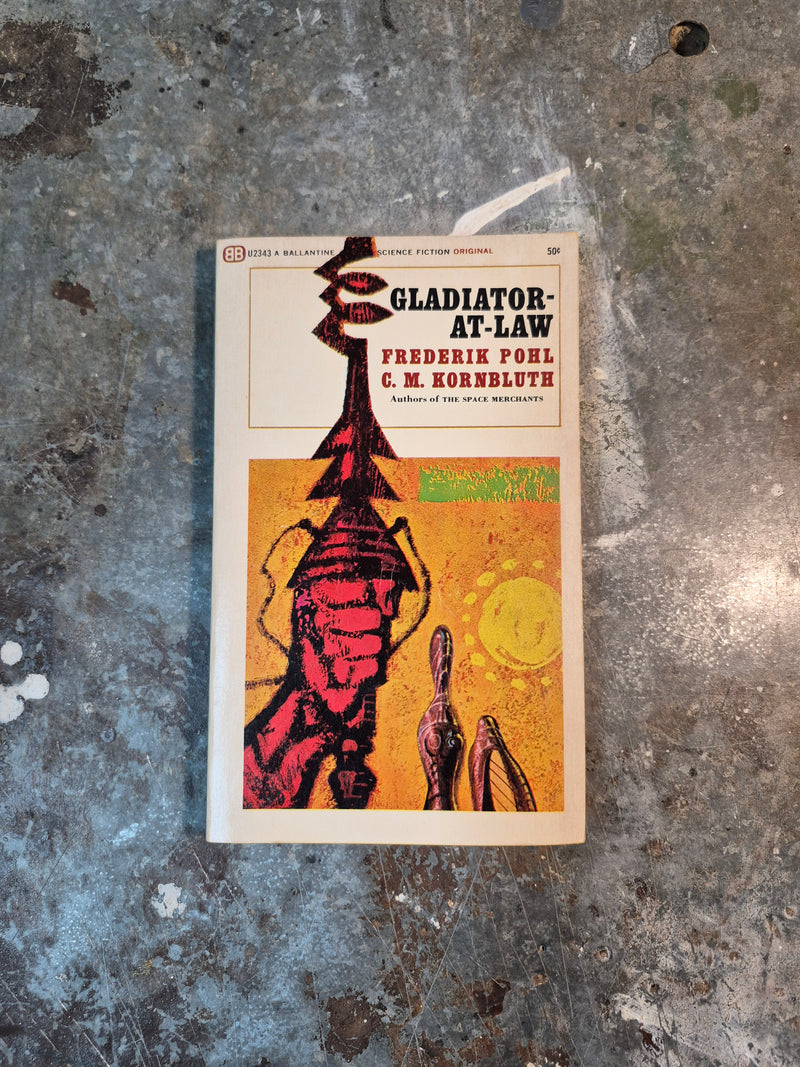 BB U2343 A BALLANTINE SCIENCE FICTION ORIGINAL 50¢
GLADIATOR-
AT-LAW
FREDERIK POHL
C. M. KORNBLUTH
Authors of THE SPACE MERCHANTS